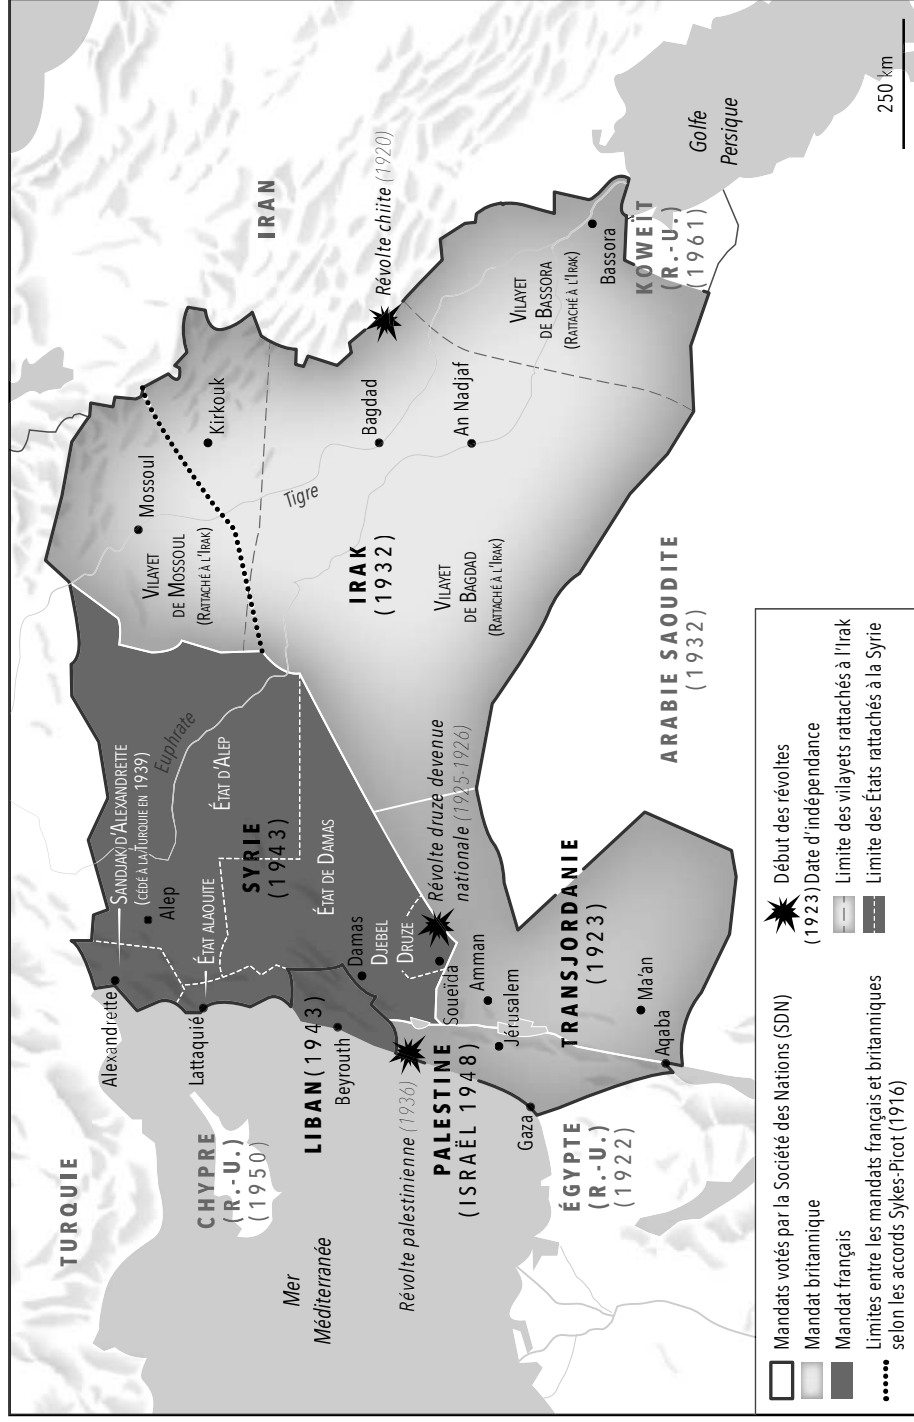 TURQUIE
Alexandrette
SANDJAK D'ALEXANDRETTE
(CÉDÉ À LA TURQUIE EN 1939)
Alep
Euphrate
ÉTAT D'ALEP
Lattaquié
ÉTAT ALAOUITE
SYRIE
(1943)
ÉTAT DE DAMAS
CHYPRE
(R.-U.)
(1950)
Mer
Méditerranée
LIBAN (1943)
Beyrouth
Damas
DJEBEL
DRUZE
Soueïda
Révolte druze devenue
nationale (1925-1926)
Révolte palestinienne (1936)
PALESTINE
(ISRAËL 1948)
Jérusalem
Amman
Gaza
ÉGYPTE
(R.-U.)
(1922)
TRANSJORDANIE
(1923)
Ma'an
Aqaba
Mossoul
VILAYET
DE MOSSOUL
(RATTACHÉ À L'IRAK)
Kirkouk
Tigre
IRAK
(1932)
VILAYET
DE BAGDAD
(RATTACHÉ À L'IRAK)
Bagdad
An Nadjaf
IRAN
Révolte chiite (1920)
VILAYET
DE BASSORA
(RATTACHÉ À L'IRAK)
Bassora
KOWEÏT
(R.-U.)
(1961)
Golfe
Persique
ARABIE SAOUDITE
(1932)
250 km
Mandats votés par la Société des Nations (SDN)
Mandat britannique
Mandat français
Limites entre les mandats français et britanniques
selon les accords Sykes-Picot (1916)
Début des révoltes
(1923) Date d'indépendance
Limite des vilayets rattachés à l'Irak
Limite des États rattachés à la Syrie